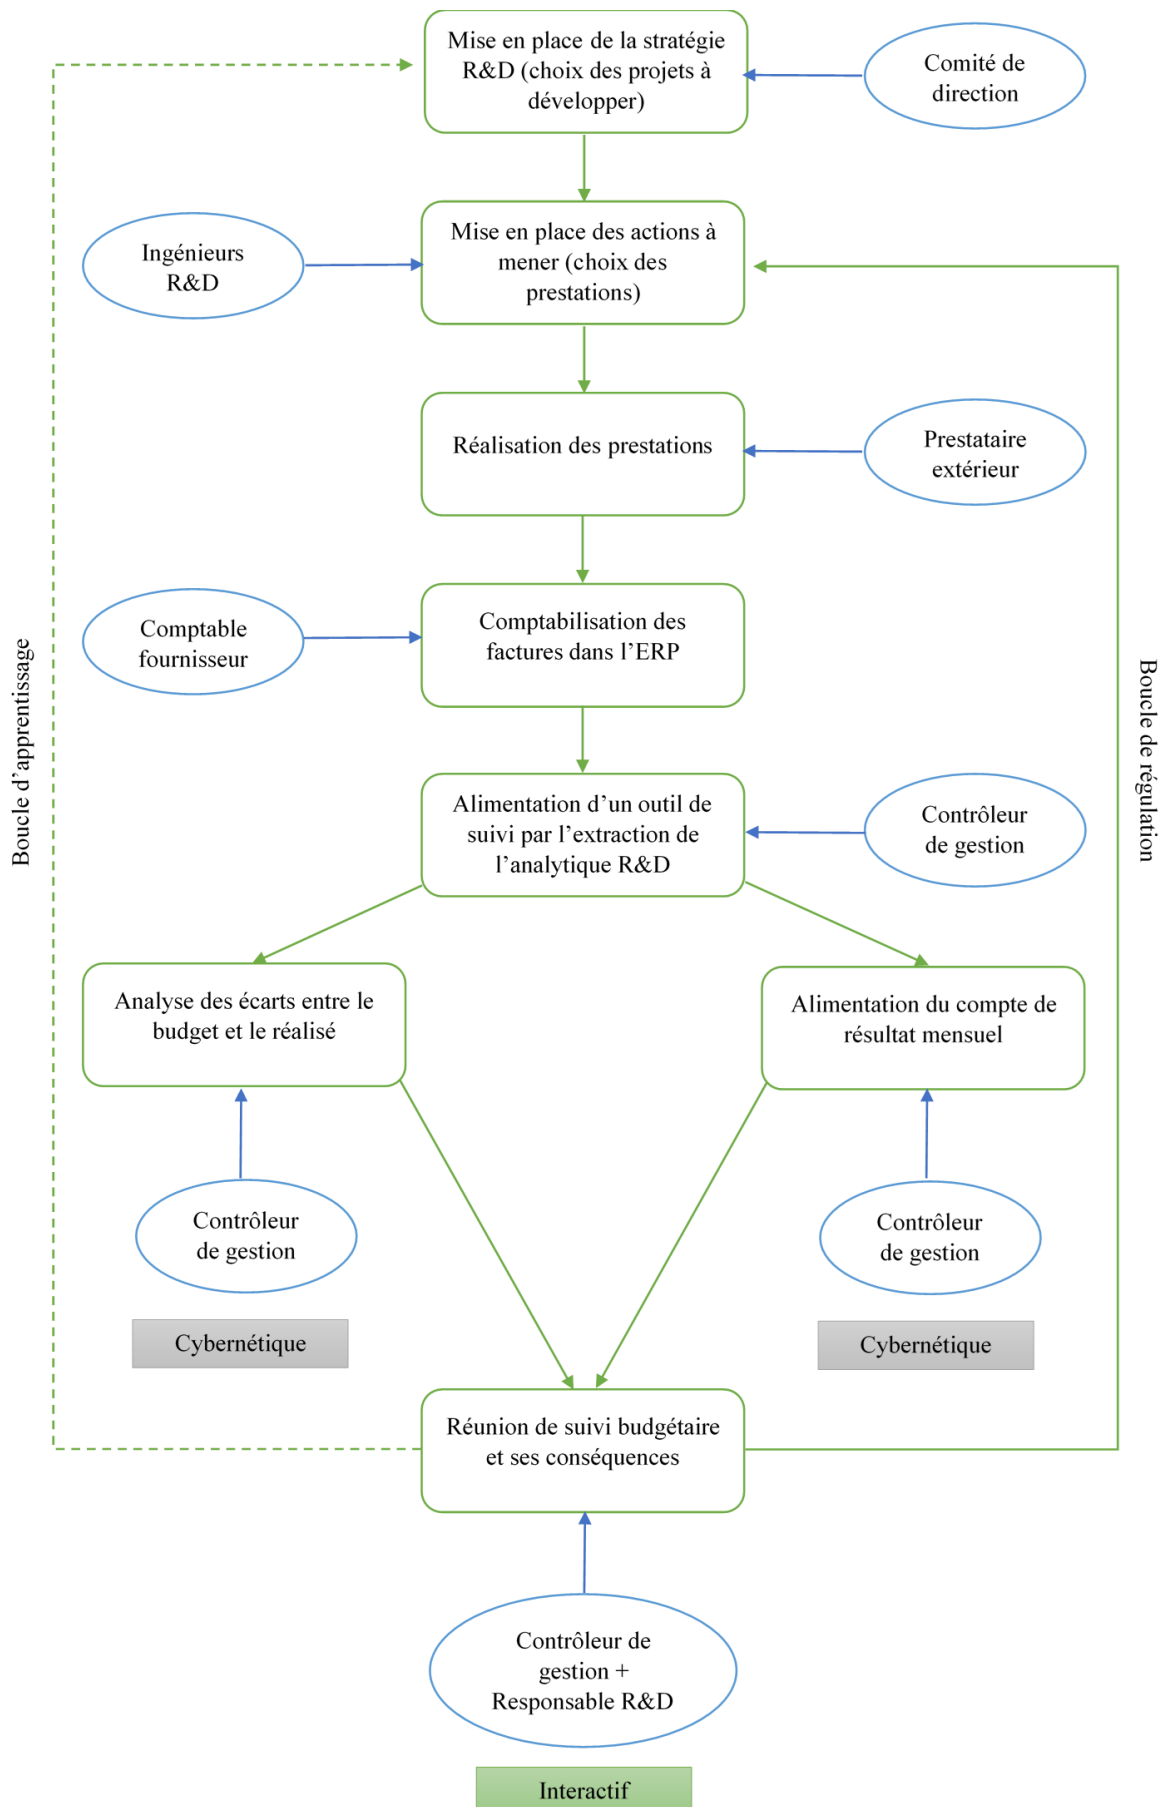 Mise en place de la stratégie
R&D (choix des projets à
développer)
Comité de
direction
Mise en place des actions à
mener (choix des
prestations)
Ingénieurs
R&D
Réalisation des prestations
Prestataire
extérieur
Comptabilisation des
factures dans l’ERP
Comptable
fournisseur
Boucle d’apprentissage
Boucle de régulation
Alimentation d’un outil de
suivi par l’extraction de
l’analytique R&D
Contrôleur
de gestion
Analyse des écarts entre le
budget et le réalisé
Alimentation du compte de
résultat mensuel
Contrôleur
de gestion
Contrôleur
de gestion
Cybernétique
Cybernétique
Réunion de suivi budgétaire
et ses conséquences
Contrôleur de
gestion +
Responsable R&D
Interactif